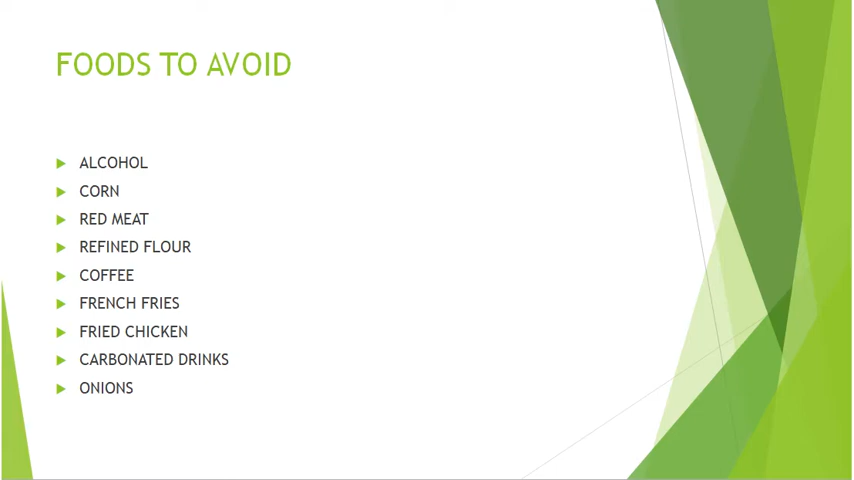 FOODS TO AVOID
ALCOHOL
CORN
RED MEAT
REFINED FLOUR
COFFEE
FRENCH FRIES
FRIED CHICKEN
CARBONATED DRINKS
ONIONS